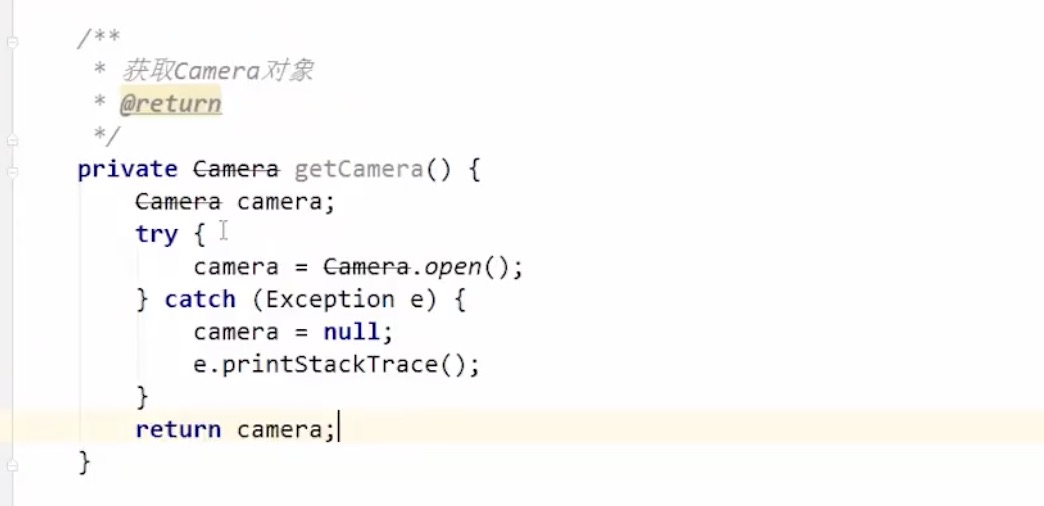 /**
* 获取Camera对象
* @return
*/
private Camera getCamera() {
Camera camera;
try {
camera = Camera.open();
} catch (Exception e) {
camera = null;
e.printStackTrace();
}
return camera;
}